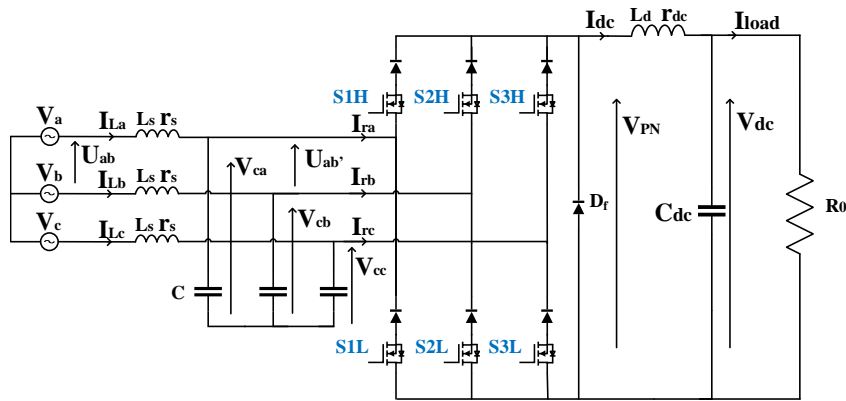 Idc
Ld rdc
Iload
S1H
S2H
S3H
Va
ILa
Ls rs
Ira
Uab
Vca
Uab’
VPN
Vdc
Vb
ILb
Ls rs
Irb
Df
Cdc
R0
Vc
ILc
Ls rs
Vcb
Irc
Vcc
C
S1L
S2L
S3L